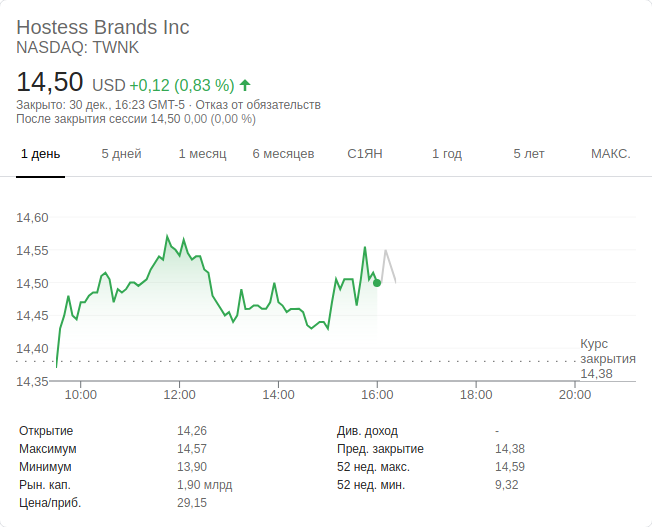 Hostess Brands Inc
NASDAQ: TWNK
14,50 USD +0,12 (0,83 %)
Закрыто: 30 дек., 16:23 GMT-5 · Отказ от обязательств
После закрытия сессии 14,50 0,00 (0,00 %)
1 день 5 дней 1 месяц 6 месяцев С1ЯН 1 год 5 лет МАКС.
14,60
14,55
14,50
14,45
14,40
14,35
Курс
закрытия
14,38
10:00 12:00 14:00 16:00 18:00 20:00
Открытие 14,26 Див. доход -
Максимум 14,57 Пред. закрытие 14,38
Минимум 13,90 52 нед. макс. 14,59
Рын. кап. 1,90 млрд 52 нед. мин. 9,32
Цена/приб. 29,15